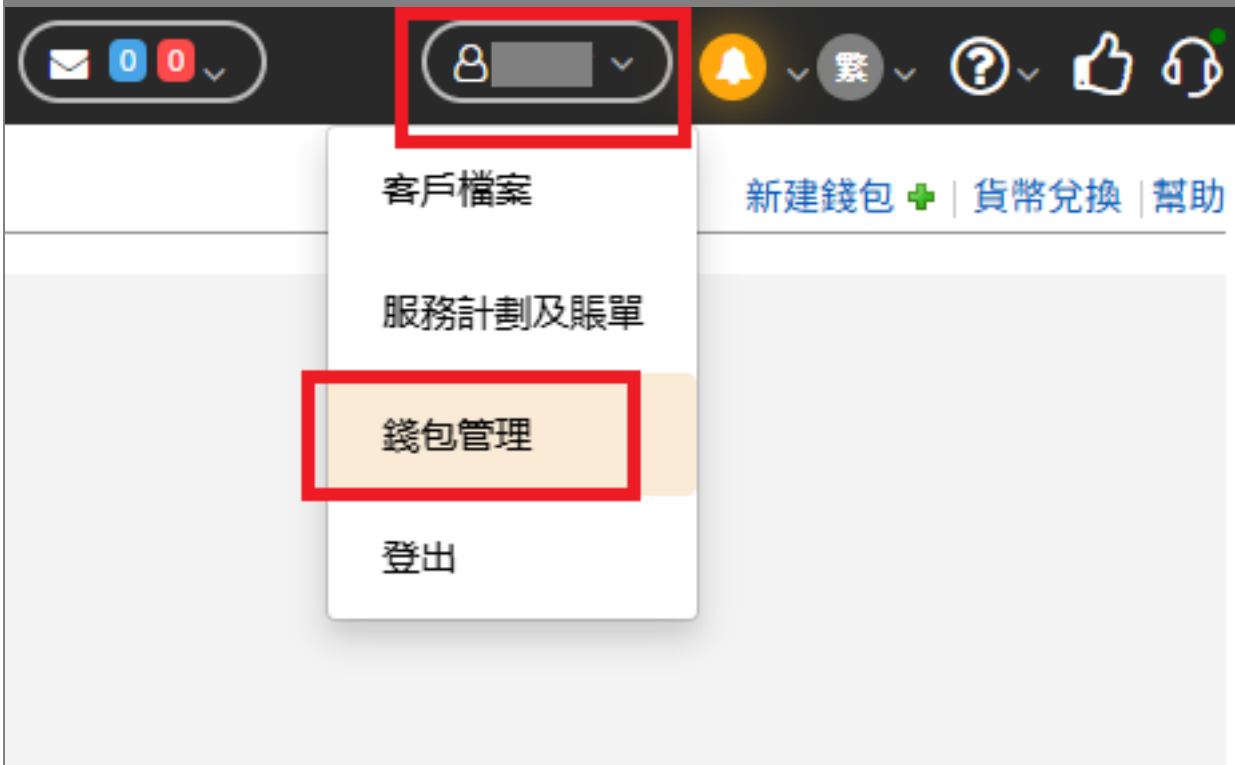 0 0 繁
客戶檔案
新建錢包 | 貨幣兌換 | 幫助
服務計劃及賬單
錢包管理
登出